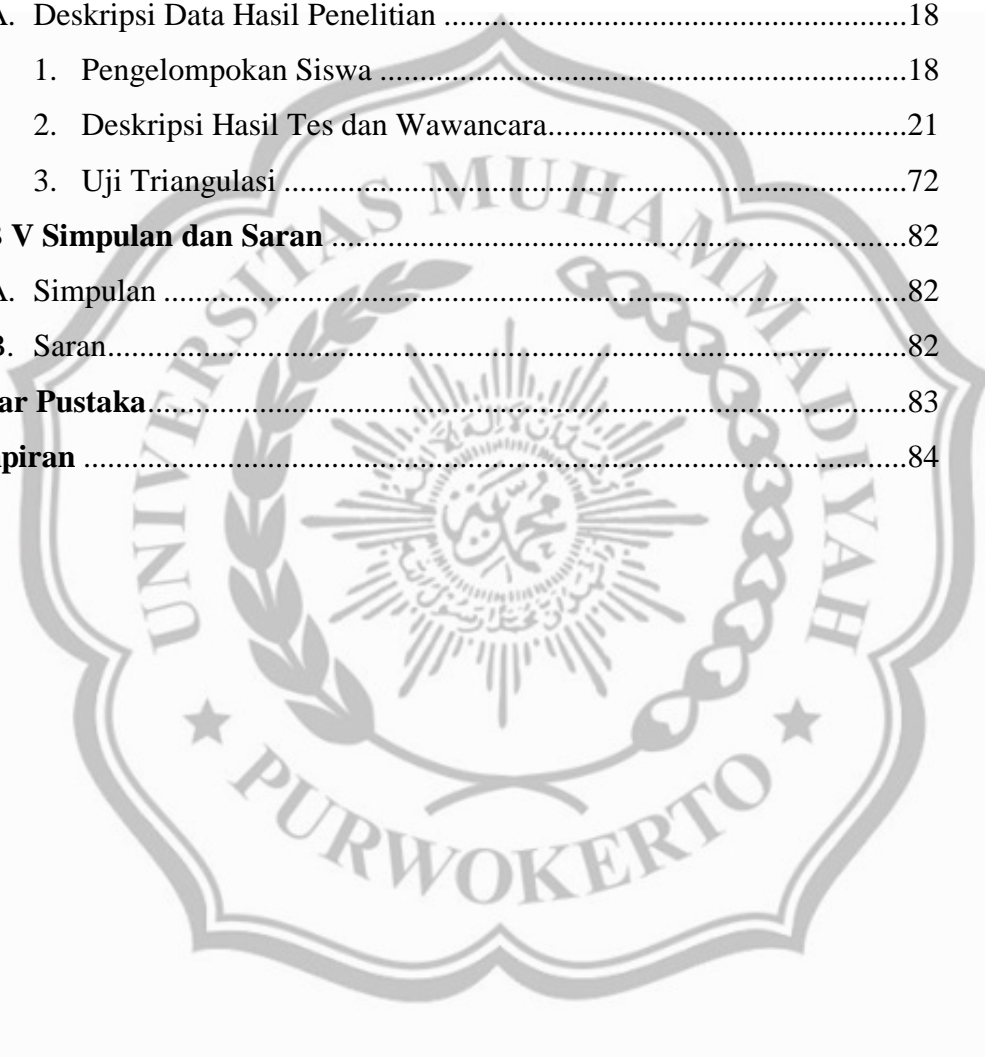 A. Deskripsi Data Hasil Penelitian ........................................................18
1. Pengelompokan Siswa ................................................................18
2. Deskripsi Hasil Tes dan Wawancara...........................................21
3. Uji Triangulasi ...........................................................................72
B V Simpulan dan Saran .....................................................................82
A. Simpulan .........................................................................................82
B. Saran................................................................................................82
ar Pustaka...........................................................................................83
piran ...................................................................................................84
UNIVERSITAS MUHAMMADIYAH
PURWOKERTO